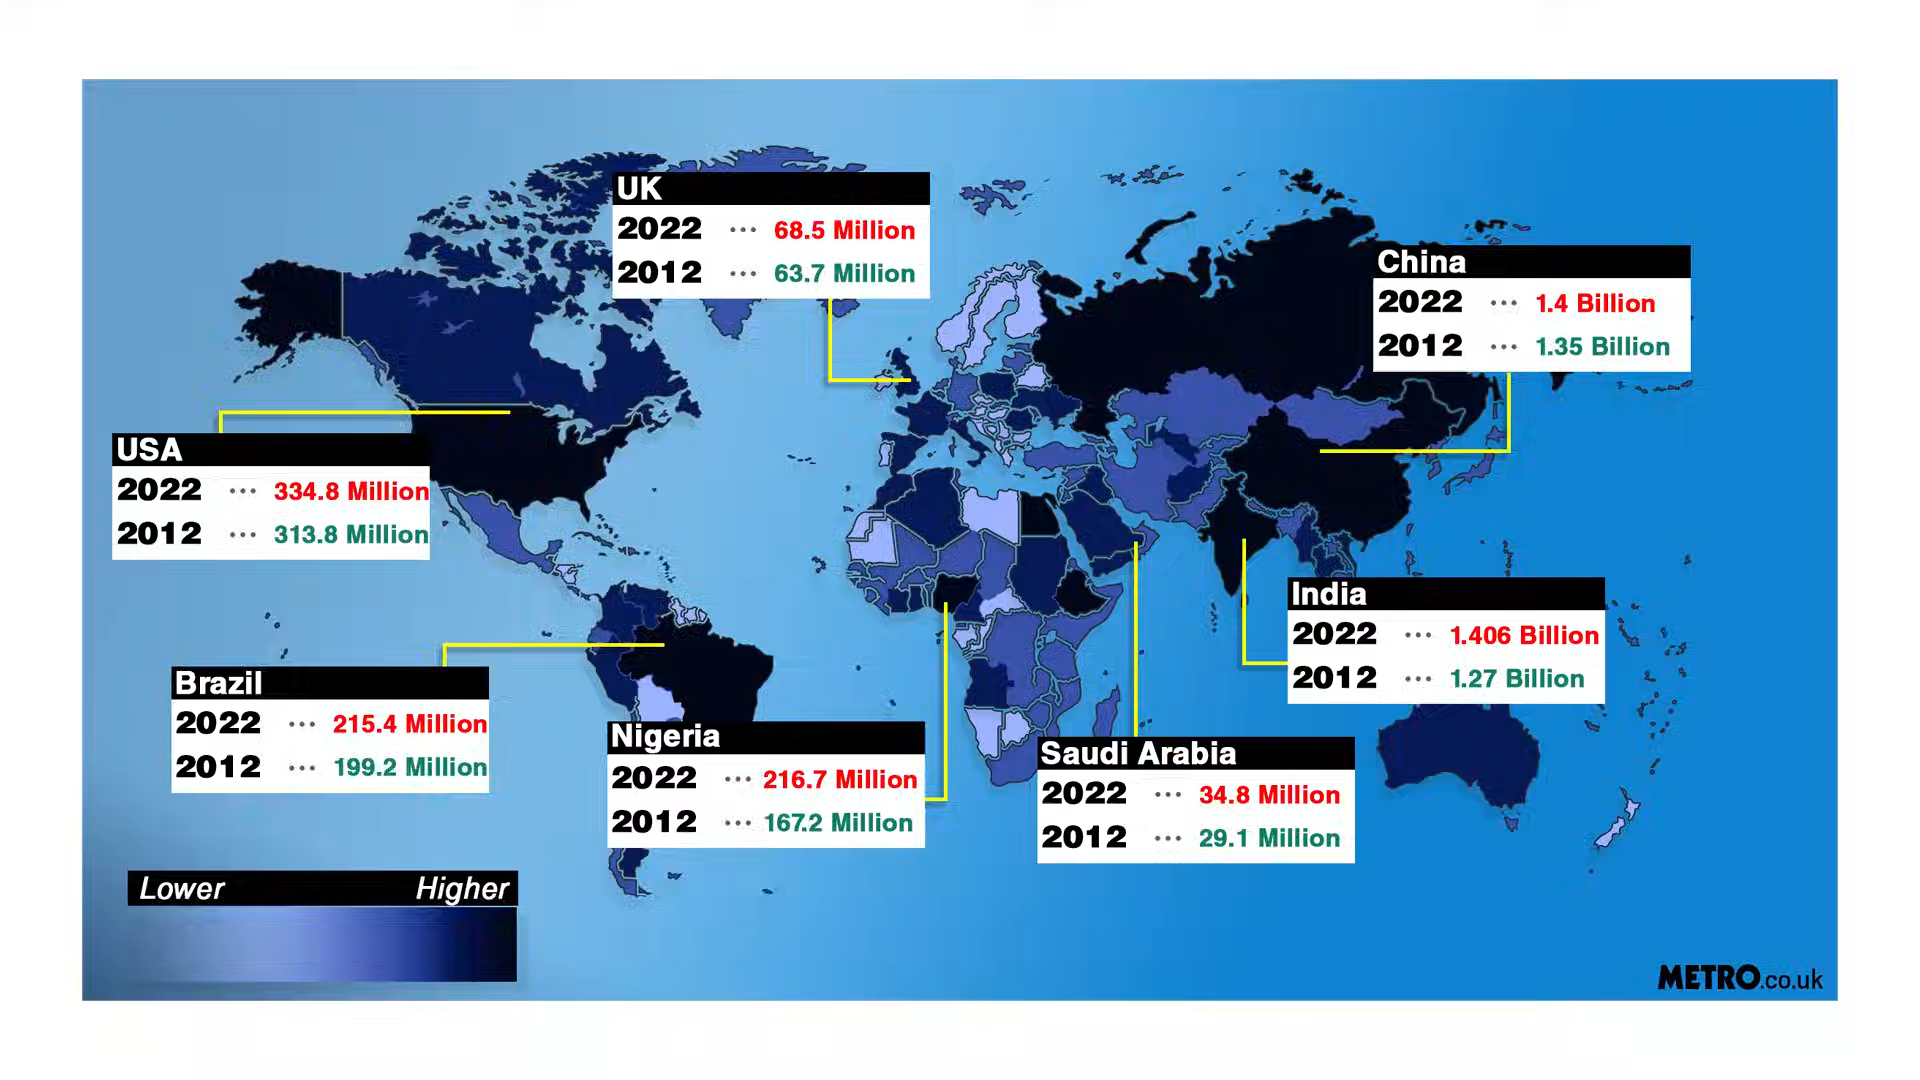 UK
2022 ... 68.5 Million
2012 ... 63.7 Million
China
2022 ... 1.4 Billion
2012 ... 1.35 Billion
USA
2022 ... 334.8 Million
2012 ... 313.8 Million
India
2022 ... 1.406 Billion
2012 ... 1.27 Billion
Brazil
2022 ... 215.4 Million
2012 ... 199.2 Million
Nigeria
2022 ... 216.7 Million
2012 ... 167.2 Million
Saudi Arabia
2022 ... 34.8 Million
2012 ... 29.1 Million
Lower Higher
METRO.co.uk